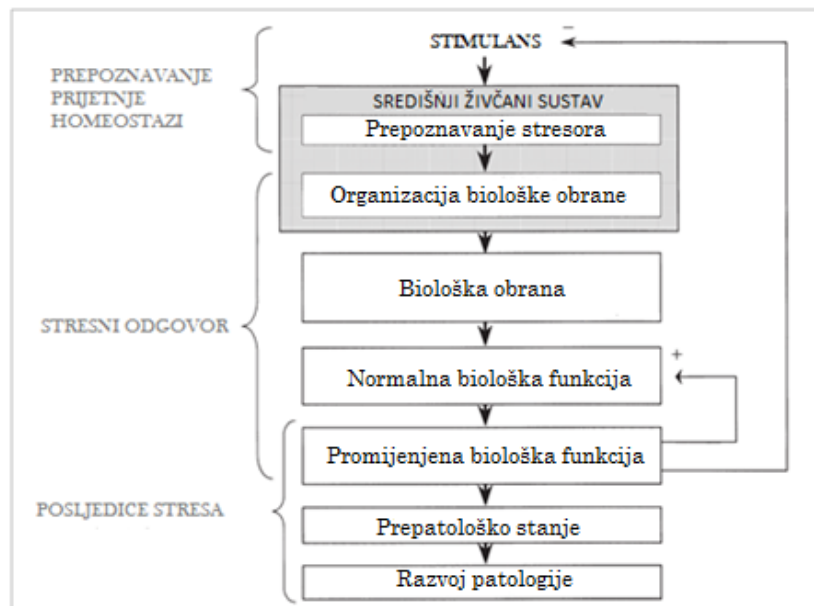 STIMULANS
−
PREPOZNAVANJE
PRIJETNJE
HOMEOSTAZI
SREDIŠNJI ŽIVČANI SUSTAV
Prepoznavanje stresora
Organizacija biološke obrane
Biološka obrana
STRESNI ODGOVOR
Normalna biološka funkcija
+
Promijenjena biološka funkcija
POSLJEDICE STRESA
Prepatološko stanje
Razvoj patologije